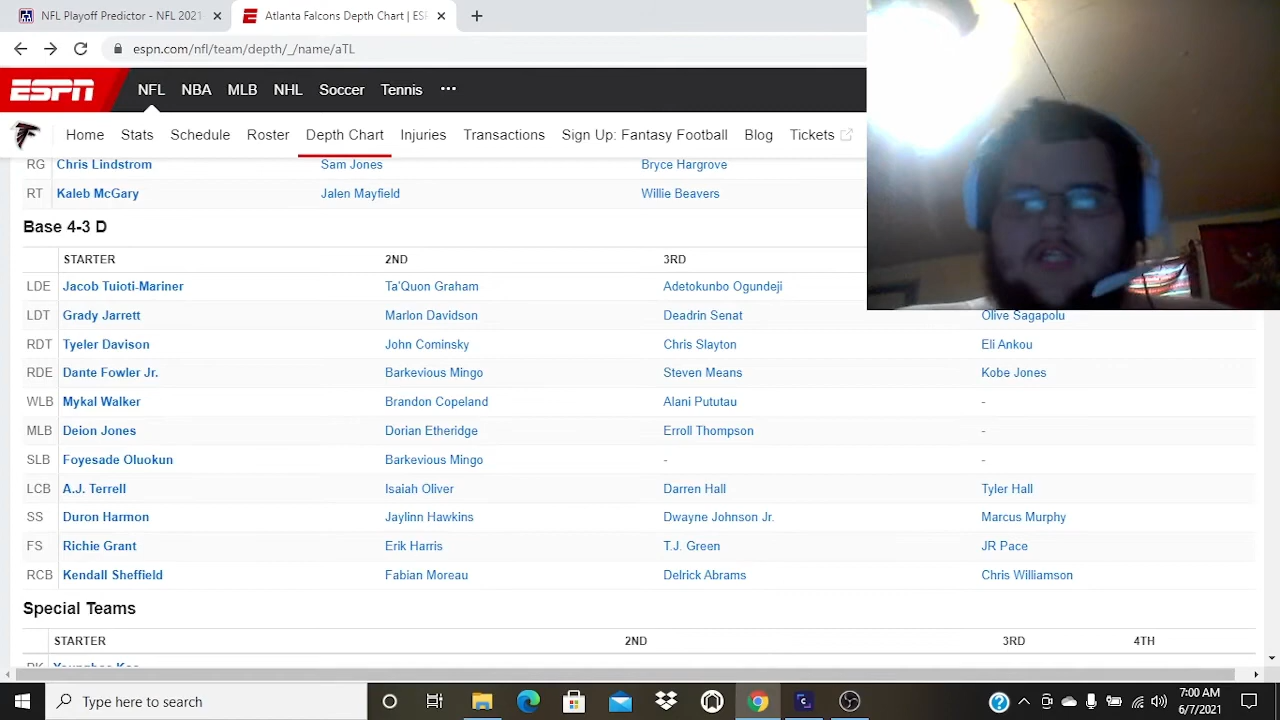 NFL Playoff Predictor - NFL 2021
Atlanta Falcons Depth Chart | ESP
espn.com/nfl/team/depth/_/name/aTL
ESPN NFL NBA MLB NHL Soccer Tennis
Home Stats Schedule Roster Depth Chart Injuries Transactions Sign Up: Fantasy Football Blog Tickets
RG Chris Lindstrom Sam Jones Bryce Hargrove
RT Kaleb McGary Jalen Mayfield Willie Beavers
Base 4-3 D
STARTER 2ND 3RD
LDE Jacob Tuioti-Mariner Ta'Quon Graham Adetokunbo Ogundeji
LDT Grady Jarrett Marlon Davidson Deadrin Senat Olive Sagapolu
RDT Tyeler Davison John Cominsky Chris Slayton Eli Ankou
RDE Dante Fowler Jr. Barkevious Mingo Steven Means Kobe Jones
WLB Mykal Walker Brandon Copeland Alani Pututau -
MLB Deion Jones Dorian Etheridge Erroll Thompson -
SLB Foyesade Oluokun Barkevious Mingo - -
LCB A.J. Terrell Isaiah Oliver Darren Hall Tyler Hall
SS Duron Harmon Jaylinn Hawkins Dwayne Johnson Jr. Marcus Murphy
FS Richie Grant Erik Harris T.J. Green JR Pace
RCB Kendall Sheffield Fabian Moreau Delrick Abrams Chris Williamson
Special Teams
STARTER 2ND 3RD 4TH
PK Younghoe Koo
Type here to search
7:00 AM
6/7/2021